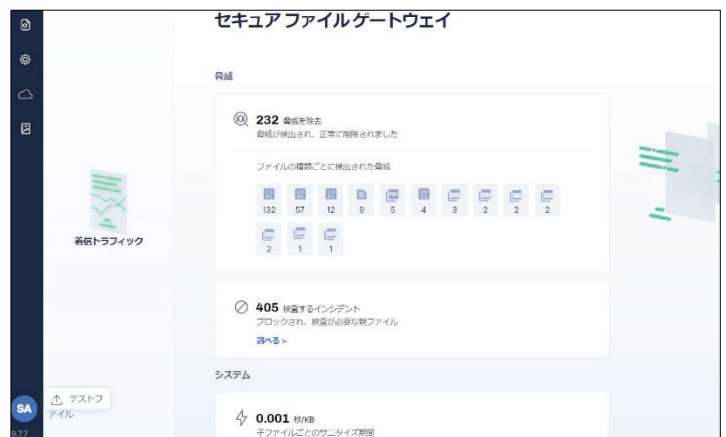 セキュア ファイル ゲートウェイ
脅威
232 脅威を除去
脅威が検出され、正常に削除されました
ファイルの種類ごとに検出された脅威
132 57 12 9 5 4 3 2 2 2
2 1 1
着信トラフィック
405 検査するインシデント
ブロックされ、検査が必要な親ファイル
調べる >
システム
テストフ
ァイル
SA
0.001 秒/KB
子ファイルごとのサニタイズ期間
9.77